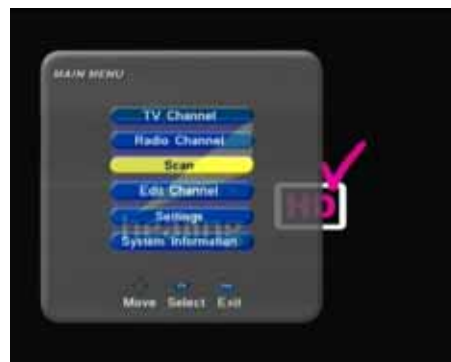 MAIN MENU
TV Channel
Radio Channel
Scan
Edit Channel
HD
Settings
System Information
Move Select Exit